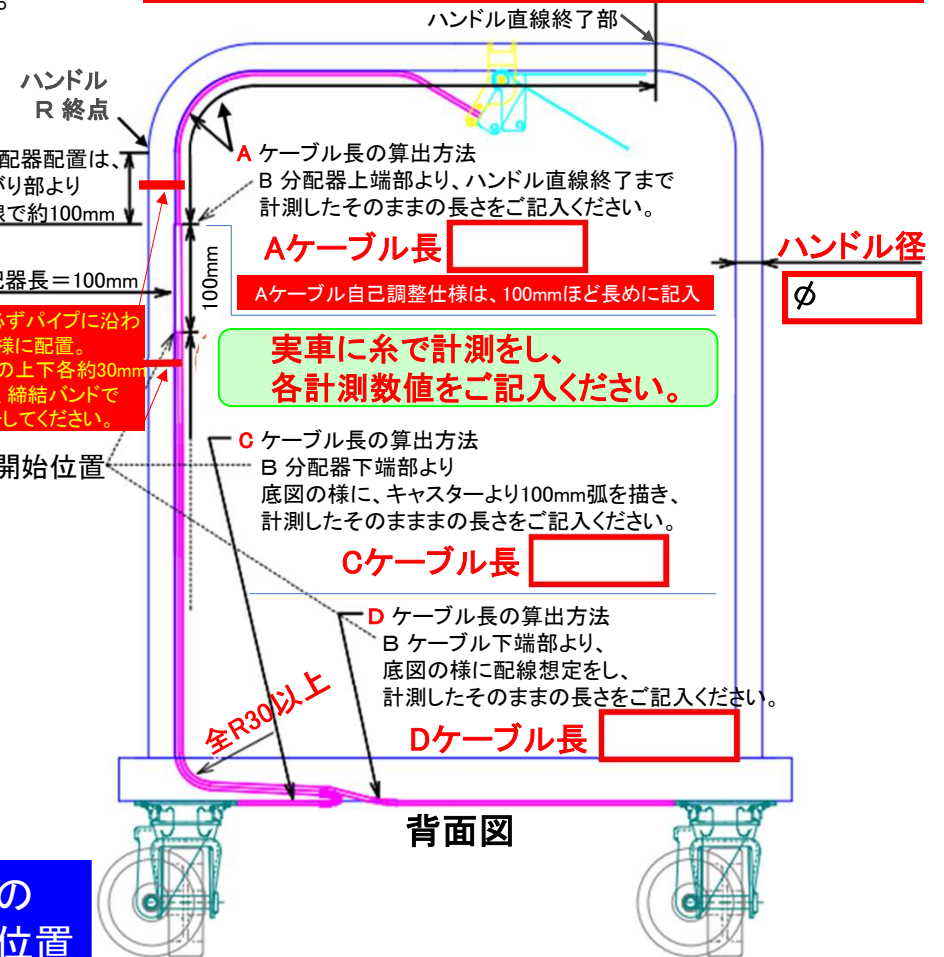 。
ハンドル直線終了部
ハンドル
R 終点
配器配置は、
がり部より
線で約100mm
A ケーブル長の算出方法
B 分配器上端部より、ハンドル直線終了まで
計測したそのままの長さをご記入ください。
Aケーブル長
ハンドル径
φ
100mm
配器長＝100mm
Aケーブル自己調整仕様は、100mmほど長めに記入
必ずパイプに沿わ
様に配置。
の上下各約30mm
締結バンドで
してください。
実車に糸で計測をし、
各計測数値をご記入ください。
開始位置
C ケーブル長の算出方法
B 分配器下端部より
底図の様に、キャスターより100mm弧を描き、
計測したそのまままの長さをご記入ください。
Cケーブル長
D ケーブル長の算出方法
B ケーブル下端部より、
底図の様に配線想定をし、
計測したそのままの長さをご記入ください。
Dケーブル長
全R30以上
背面図
の
位置